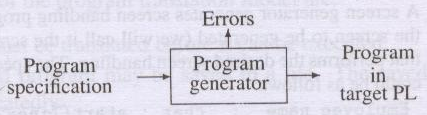 Errors
Program
specification
Program
generator
Program
in
target PL